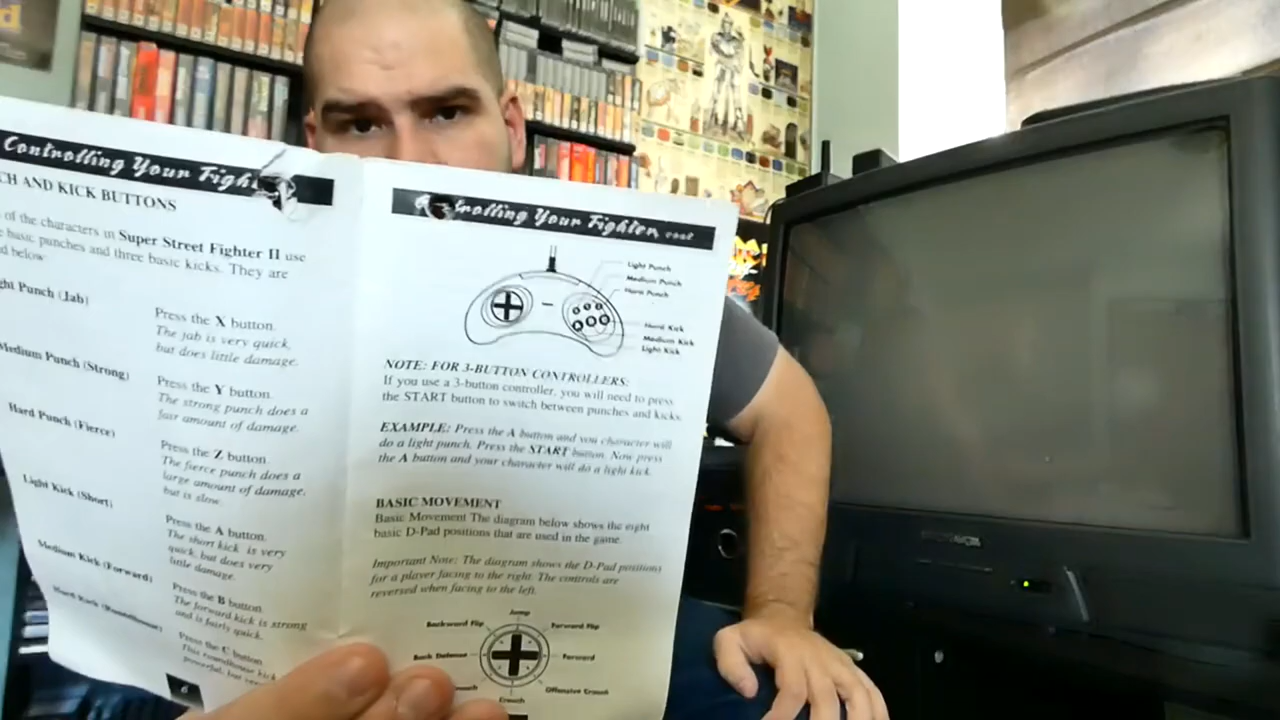 Controlling Your Figh
CH AND KICK BUTTONS
of the characters in Super Street Fighter II use
basic punches and three basic kicks. They are
d below
ght Punch (Jab)
Press the X button.
The jab is very quick,
but does little damage.
Medium Punch (Strong)
Press the Y button.
The strong punch does a
fair amount of damage.
Hard Punch (Fierce)
Press the Z button.
The fierce punch does a
large amount of damage,
but is slow.
Light Kick (Short)
Press the A button.
The short kick is very
quick, but does very
little damage.
Medium Kick (Forward)
Press the B button.
The forward kick is strong
and is fairly quick.
Hard Kick (Roundhouse)
Press the C button.
This roundhouse kick
powerful, but
6
ntrolling Your Fighter, cont
Light Punch
Medium Punch
Hard Punch
Hard Kick
Medium Kick
Light Kick
NOTE: FOR 3-BUTTON CONTROLLERS:
If you use a 3-button controller, you will need to press
the START button to switch between punches and kicks.
EXAMPLE: Press the A button and you character will
do a light punch. Press the START button. Now press
the A button and your character will do a light kick.
BASIC MOVEMENT
Basic Movement The diagram below shows the eight
basic D-Pad positions that are used in the game.
Important Note: The diagram shows the D-Pad positions
for a player facing to the right. The controls are
reversed when facing to the left.
Jump
Backward Flip
Forward Flip
Back Defense
Forward
Offensive Crouch
Crouch